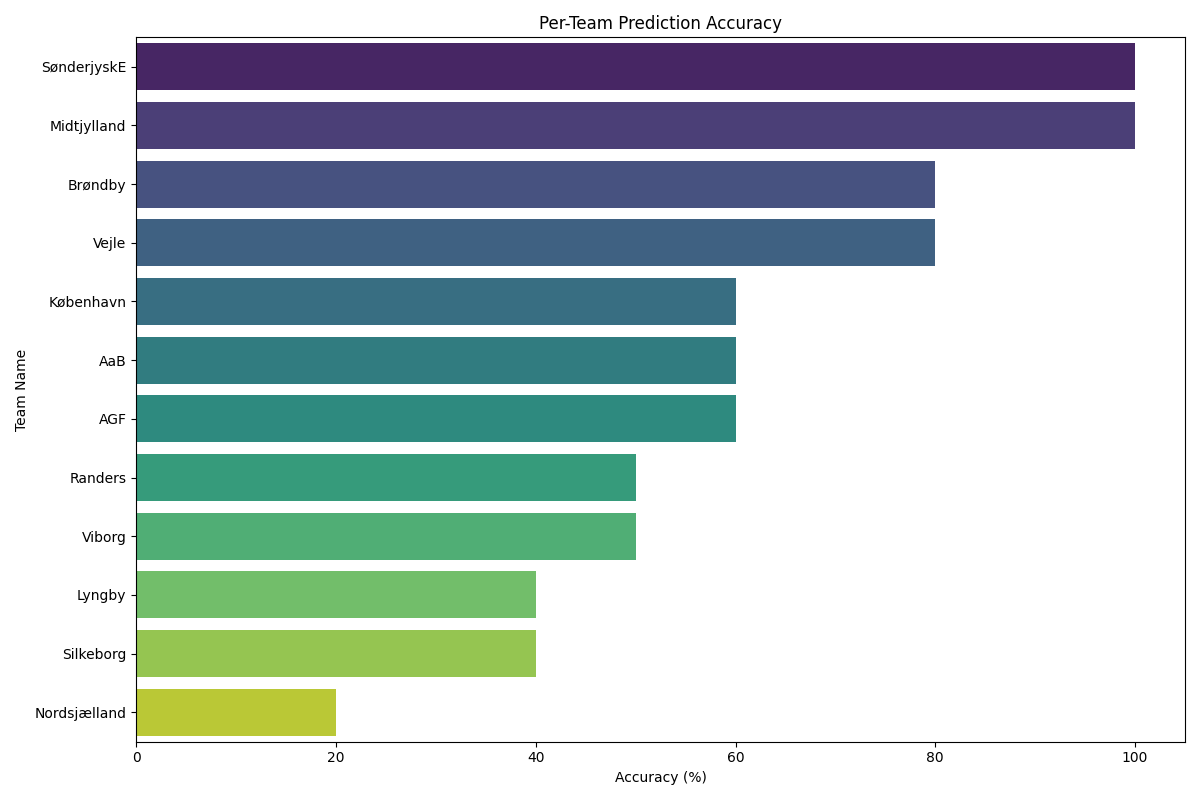 Per-Team Prediction Accuracy
Team Name
SønderjyskE
Midtjylland
Brøndby
Vejle
København
AaB
AGF
Randers
Viborg
Lyngby
Silkeborg
Nordsjælland
0 20 40 60 80 100
Accuracy (%)